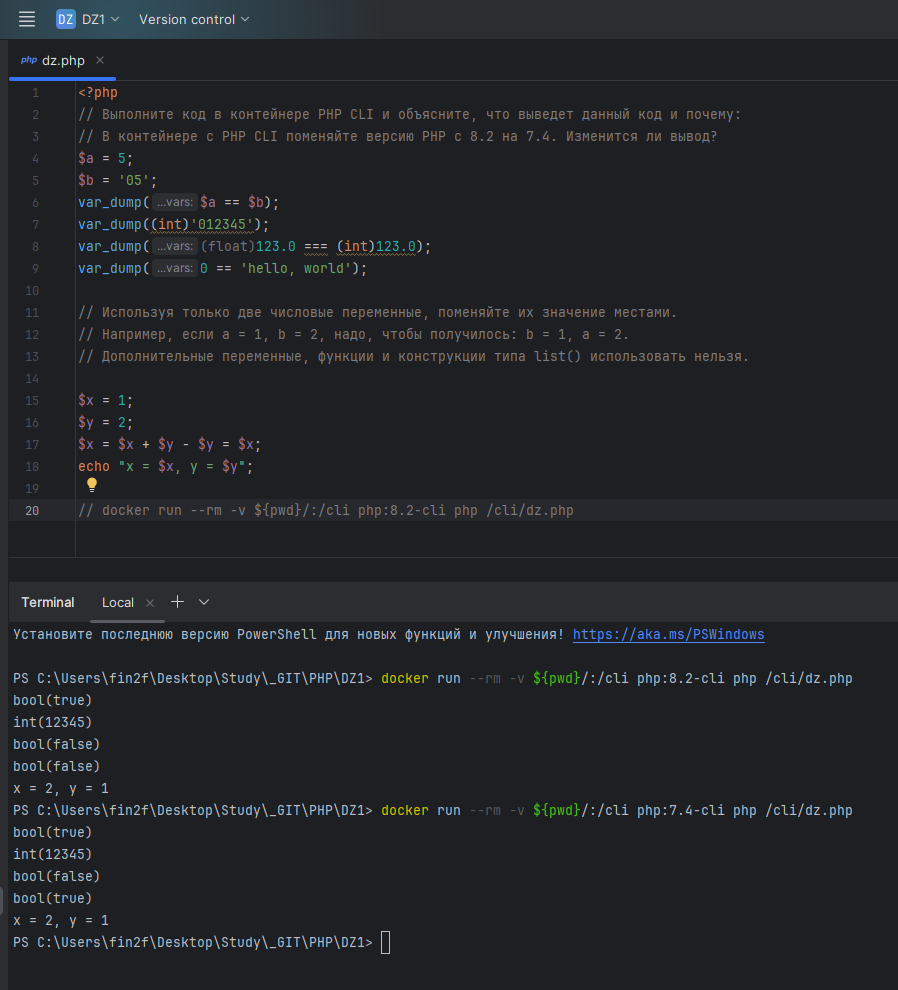 DZ DZ1 Version control
php dz.php
1 <?php
2 // Выполните код в контейнере PHP CLI и объясните, что выведет данный код и почему:
3 // В контейнере с PHP CLI поменяйте версию PHP с 8.2 на 7.4. Изменится ли вывод?
4 $a = 5;
5 $b = '05';
6 var_dump( ...vars: $a == $b);
7 var_dump((int)'012345');
8 var_dump( ...vars: (float)123.0 === (int)123.0);
9 var_dump( ...vars: 0 == 'hello, world');
10
11 // Используя только две числовые переменные, поменяйте их значение местами.
12 // Например, если a = 1, b = 2, надо, чтобы получилось: b = 1, a = 2.
13 // Дополнительные переменные, функции и конструкции типа list() использовать нельзя.
14
15 $x = 1;
16 $y = 2;
17 $x = $x + $y - $y = $x;
18 echo "x = $x, y = $y";
19
20 // docker run --rm -v ${pwd}/:/cli php:8.2-cli php /cli/dz.php
Terminal Local
Установите последнюю версию PowerShell для новых функций и улучшения! https://aka.ms/PSWindows
PS C:\Users\fin2f\Desktop\Study\_GIT\PHP\DZ1> docker run --rm -v ${pwd}/:/cli php:8.2-cli php /cli/dz.php
bool(true)
int(12345)
bool(false)
bool(false)
x = 2, y = 1
PS C:\Users\fin2f\Desktop\Study\_GIT\PHP\DZ1> docker run --rm -v ${pwd}/:/cli php:7.4-cli php /cli/dz.php
bool(true)
int(12345)
bool(false)
bool(true)
x = 2, y = 1
PS C:\Users\fin2f\Desktop\Study\_GIT\PHP\DZ1>